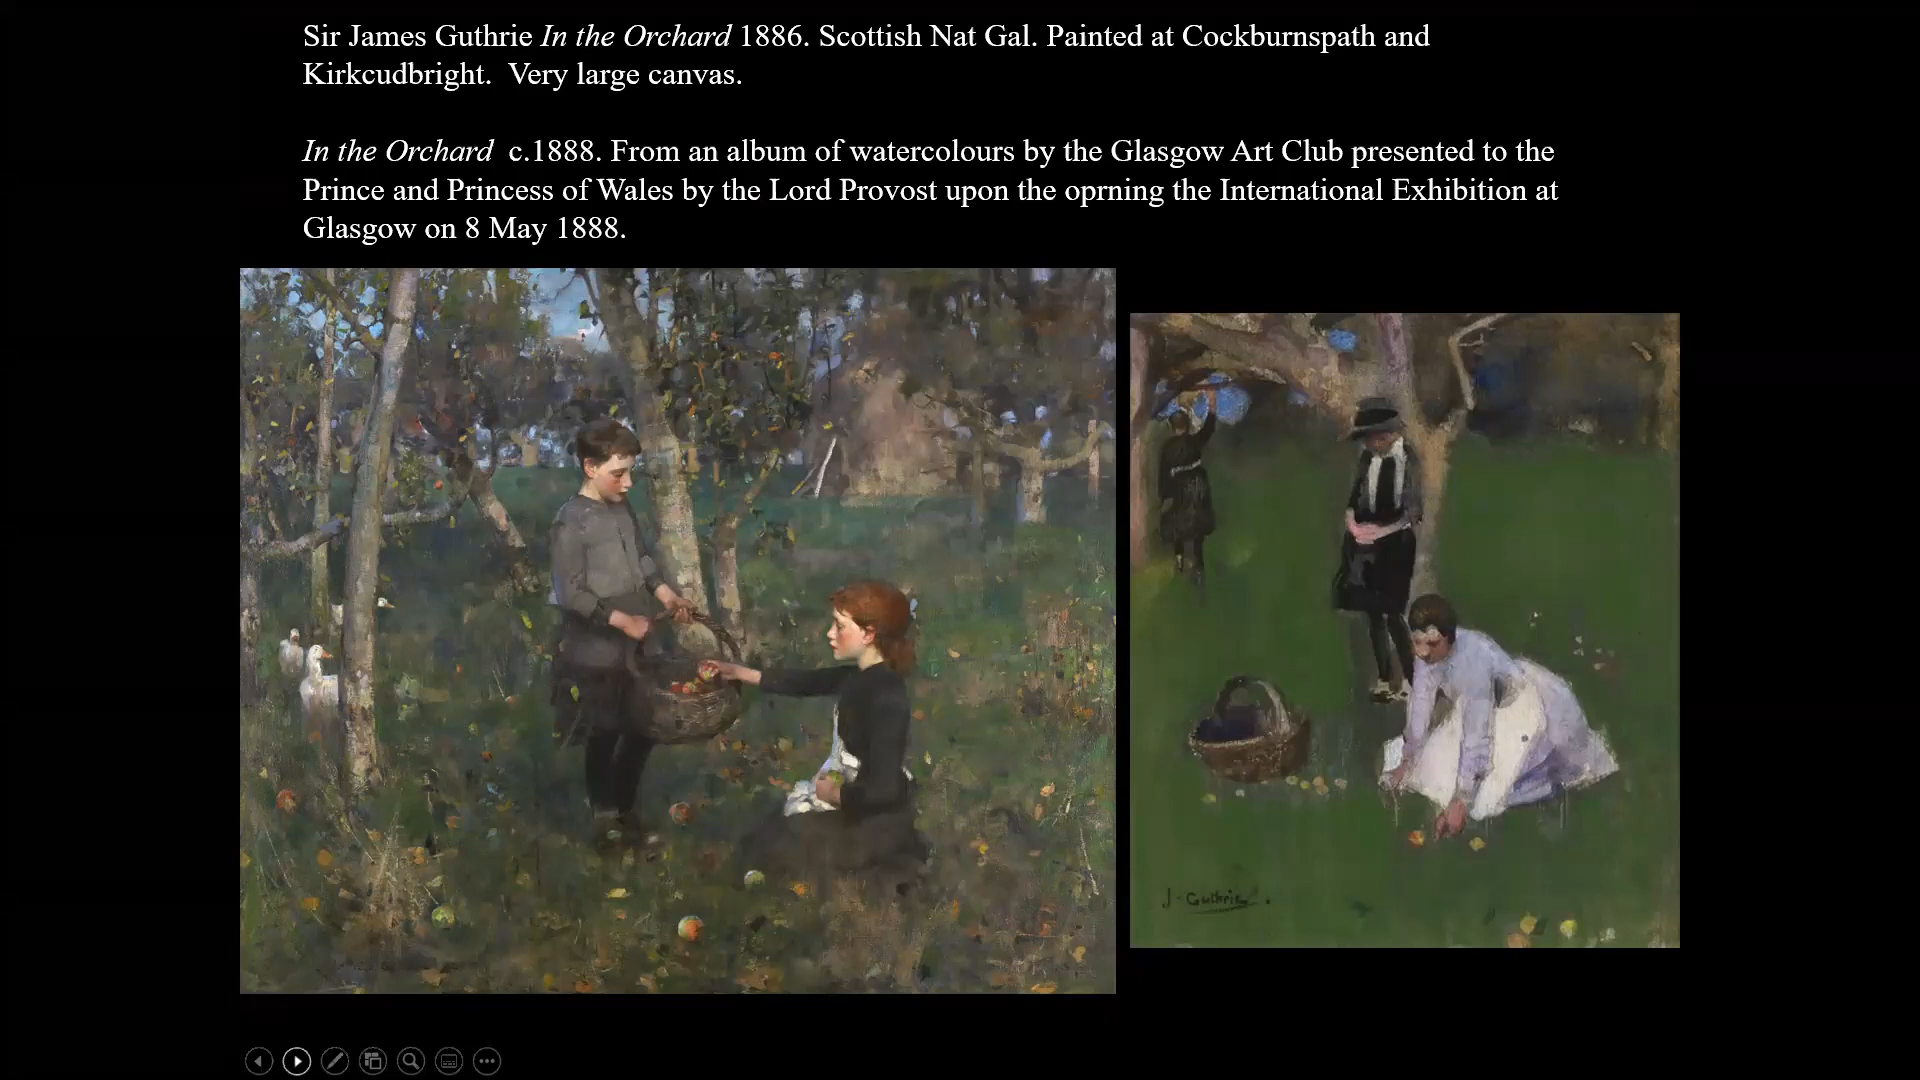 Sir James Guthrie In the Orchard 1886. Scottish Nat Gal. Painted at Cockburnspath and
Kirkcudbright. Very large canvas.
In the Orchard c.1888. From an album of watercolours by the Glasgow Art Club presented to the
Prince and Princess of Wales by the Lord Provost upon the oprning the International Exhibition at
Glasgow on 8 May 1888.
J - Guthrie .